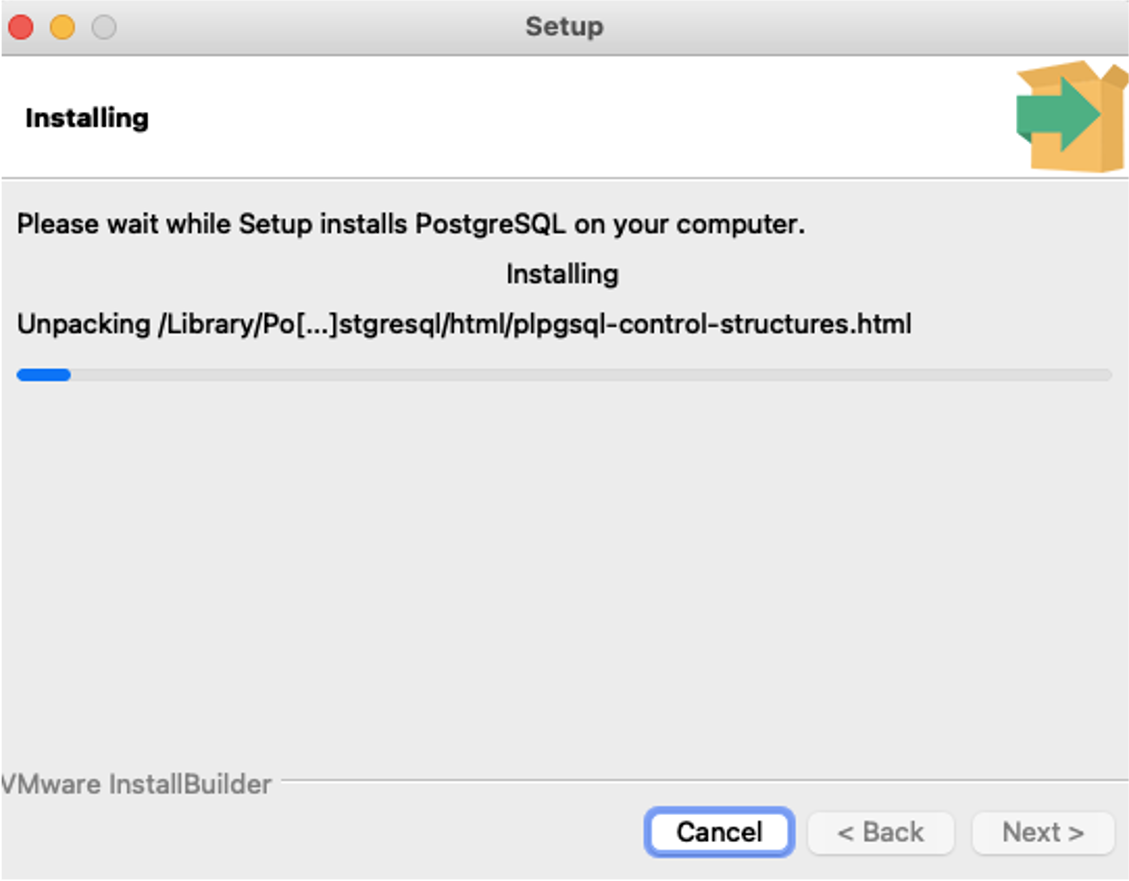 Setup
Installing
Please wait while Setup installs PostgreSQL on your computer.
Installing
Unpacking /Library/Po[...]stgresql/html/plpgsql-control-structures.html
VMware InstallBuilder
Cancel
< Back
Next >